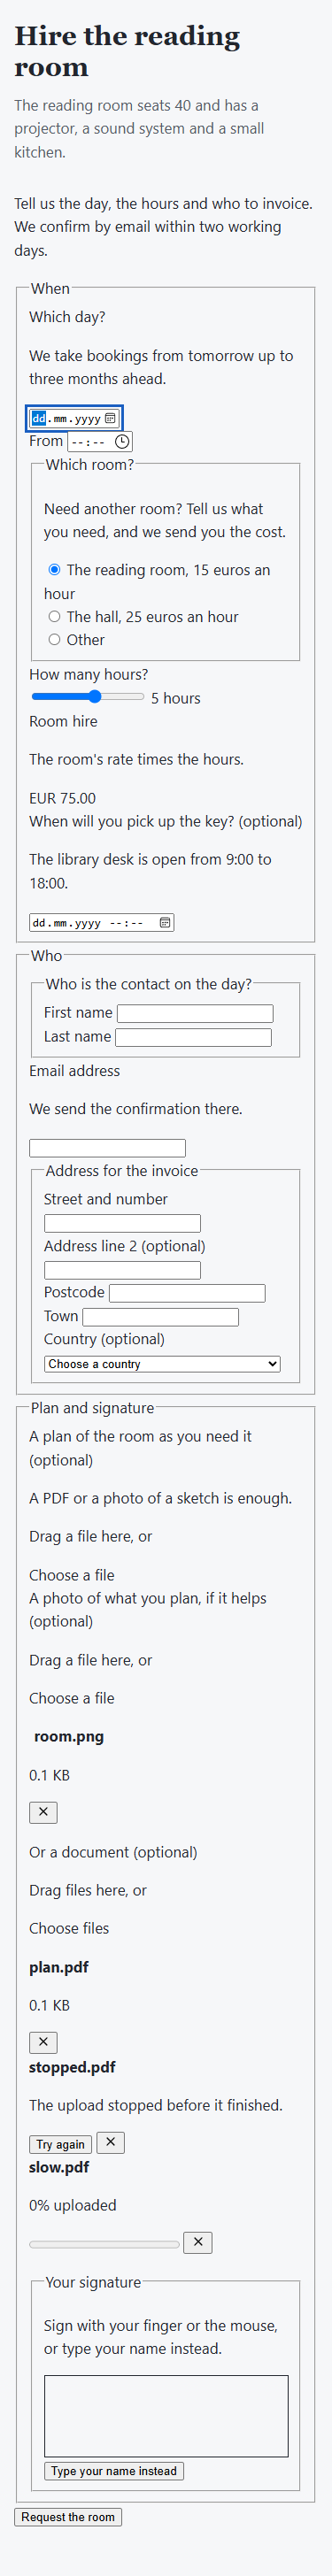 Hire the reading
room
The reading room seats 40 and has a
projector, a sound system and a small
kitchen.
Tell us the day, the hours and who to invoice.
We confirm by email within two working
days.
When
Which day?
We take bookings from tomorrow up to
three months ahead.
dd.mm.yyyy
From --:--
Which room?
Need another room? Tell us what
you need, and we send you the cost.
The reading room, 15 euros an
hour
The hall, 25 euros an hour
Other
How many hours?
5 hours
Room hire
The room's rate times the hours.
EUR 75.00
When will you pick up the key? (optional)
The library desk is open from 9:00 to
18:00.
dd.mm.yyyy --:--
Who
Who is the contact on the day?
First name
Last name
Email address
We send the confirmation there.
Address for the invoice
Street and number
Address line 2 (optional)
Postcode
Town
Country (optional)
Choose a country
Plan and signature
A plan of the room as you need it
(optional)
A PDF or a photo of a sketch is enough.
Drag a file here, or
Choose a file
A photo of what you plan, if it helps
(optional)
Drag a file here, or
Choose a file
room.png
0.1 KB
Or a document (optional)
Drag files here, or
Choose files
plan.pdf
0.1 KB
stopped.pdf
The upload stopped before it finished.
Try again
slow.pdf
0% uploaded
Your signature
Sign with your finger or the mouse,
or type your name instead.
Type your name instead
Request the room